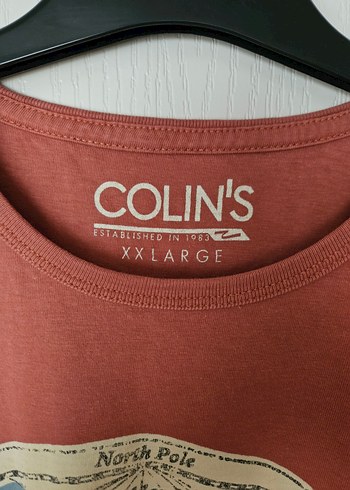 COLIN'S
ESTABLISHED IN 1983
XXLARGE
North Pole